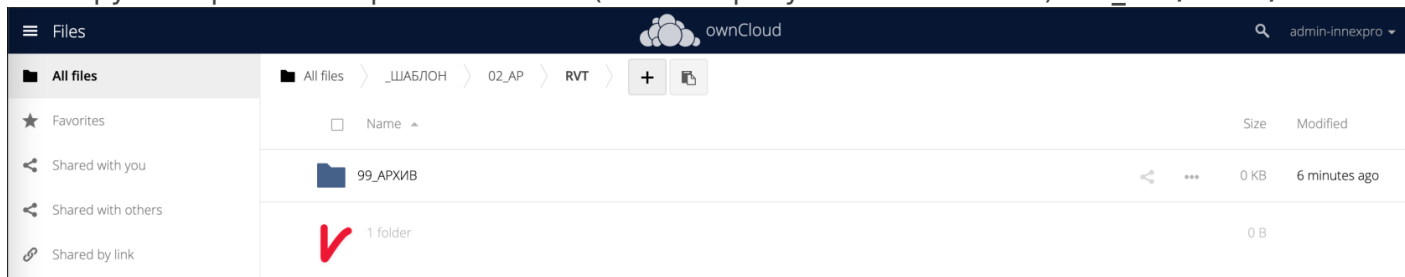 Files
ownCloud
admin-innexpro
All files
All files
_ШАБЛОН
02_АР
RVT
+
Favorites
Name
Size
Modified
Shared with you
99_АРХИВ
0 KB
6 minutes ago
Shared with others
1 folder
0 B
Shared by link